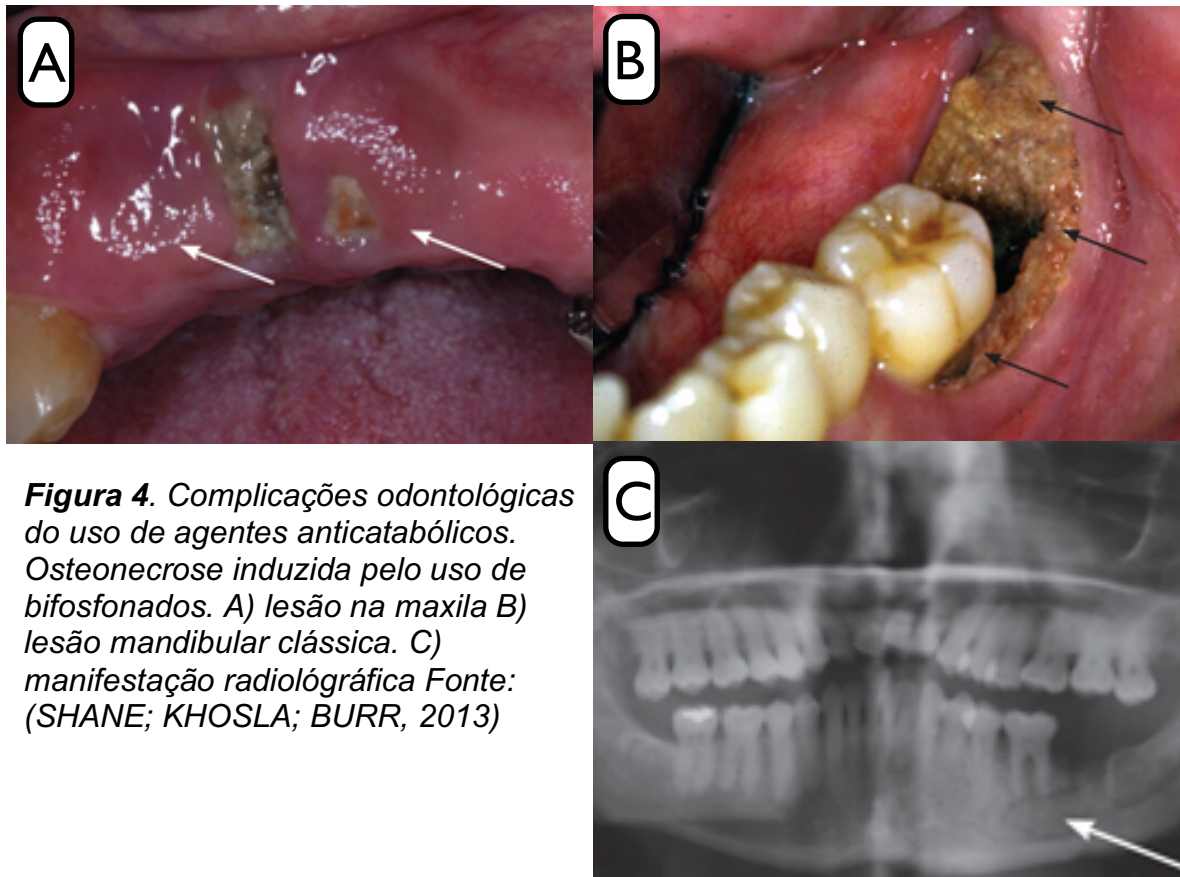 A
B
Figura 4. Complicações odontológicas
do uso de agentes anticatabólicos.
Osteonecrose induzida pelo uso de
bifosfonados. A) lesão na maxila B)
lesão mandibular clássica. C)
manifestação radiológráfica Fonte:
(SHANE; KHOSLA; BURR, 2013)
C